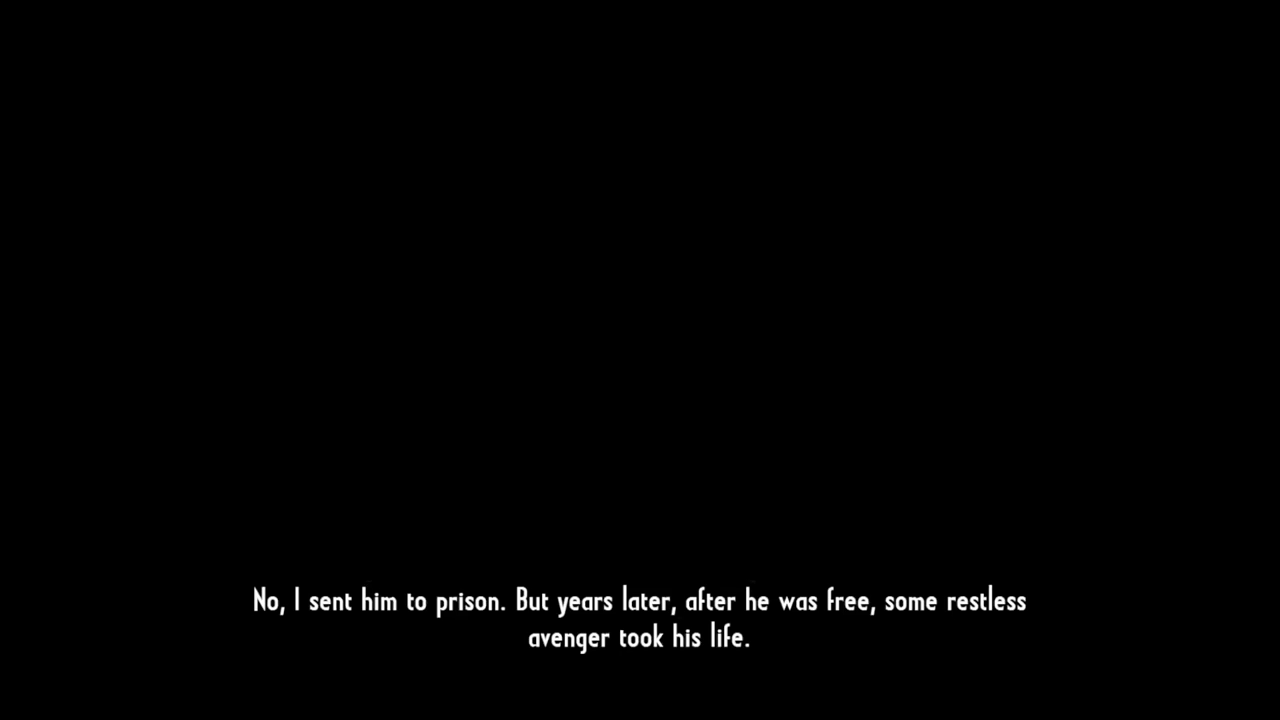 No, I sent him to prison. But years later, after he was free, some restless
avenger took his life.